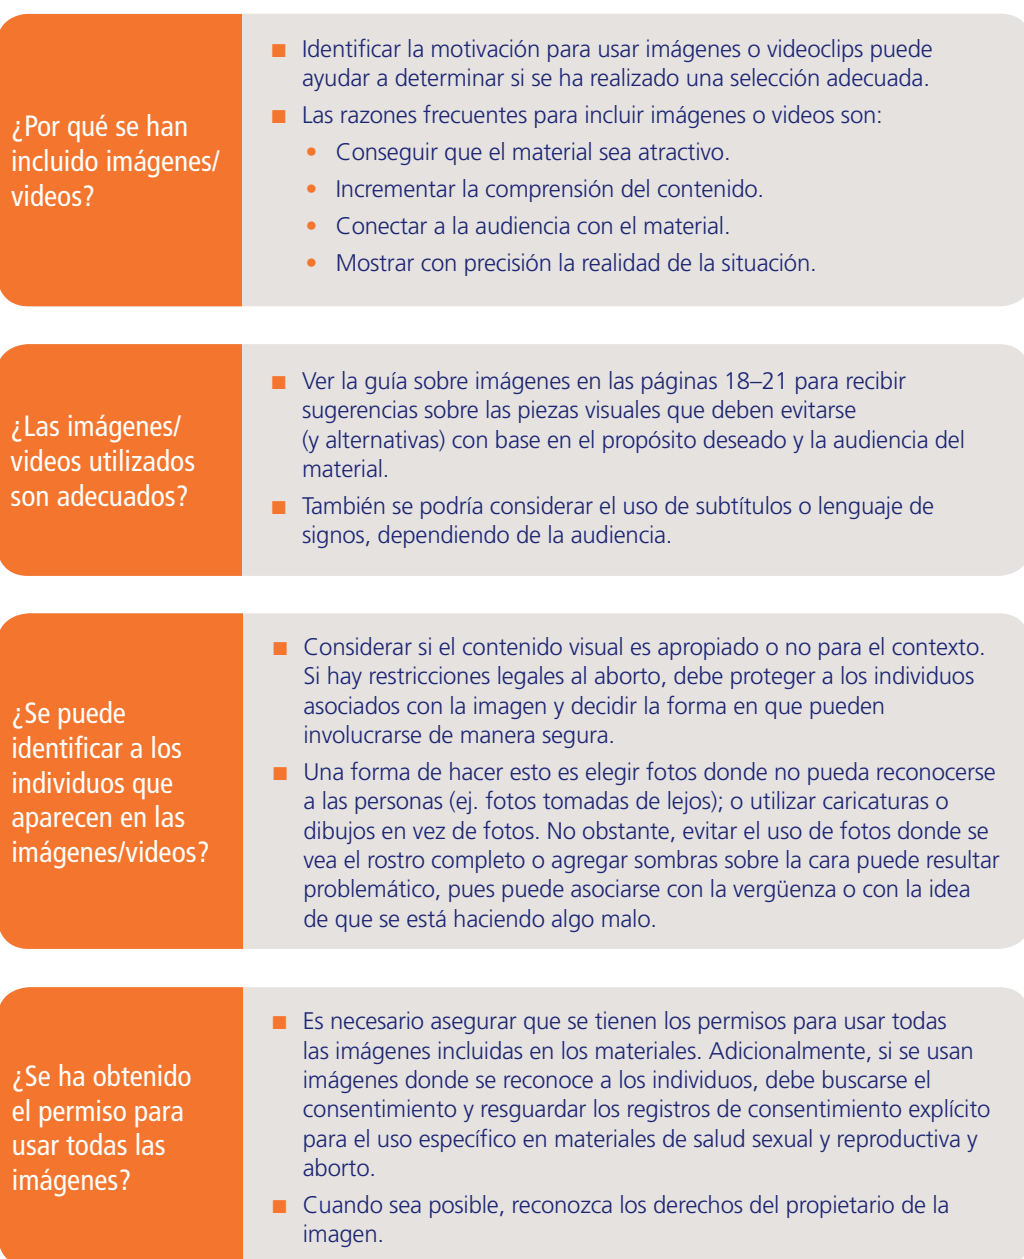 ¿Por qué se han
incluido imágenes/
videos?
■ Identificar la motivación para usar imágenes o videoclips puede
ayudar a determinar si se ha realizado una selección adecuada.
■ Las razones frecuentes para incluir imágenes o videos son:
• Conseguir que el material sea atractivo.
• Incrementar la comprensión del contenido.
• Conectar a la audiencia con el material.
• Mostrar con precisión la realidad de la situación.
¿Las imágenes/
videos utilizados
son adecuados?
■ Ver la guía sobre imágenes en las páginas 18–21 para recibir
sugerencias sobre las piezas visuales que deben evitarse
(y alternativas) con base en el propósito deseado y la audiencia del
material.
■ También se podría considerar el uso de subtítulos o lenguaje de
signos, dependiendo de la audiencia.
¿Se puede
identificar a los
individuos que
aparecen en las
imágenes/videos?
■ Considerar si el contenido visual es apropiado o no para el contexto.
Si hay restricciones legales al aborto, debe proteger a los individuos
asociados con la imagen y decidir la forma en que pueden
involucrarse de manera segura.
■ Una forma de hacer esto es elegir fotos donde no pueda reconocerse
a las personas (ej. fotos tomadas de lejos); o utilizar caricaturas o
dibujos en vez de fotos. No obstante, evitar el uso de fotos donde se
vea el rostro completo o agregar sombras sobre la cara puede resultar
problemático, pues puede asociarse con la vergüenza o con la idea
de que se está haciendo algo malo.
¿Se ha obtenido
el permiso para
usar todas las
imágenes?
■ Es necesario asegurar que se tienen los permisos para usar todas
las imágenes incluidas en los materiales. Adicionalmente, si se usan
imágenes donde se reconoce a los individuos, debe buscarse el
consentimiento y resguardar los registros de consentimiento explícito
para el uso específico en materiales de salud sexual y reproductiva y
aborto.
■ Cuando sea posible, reconozca los derechos del propietario de la
imagen.